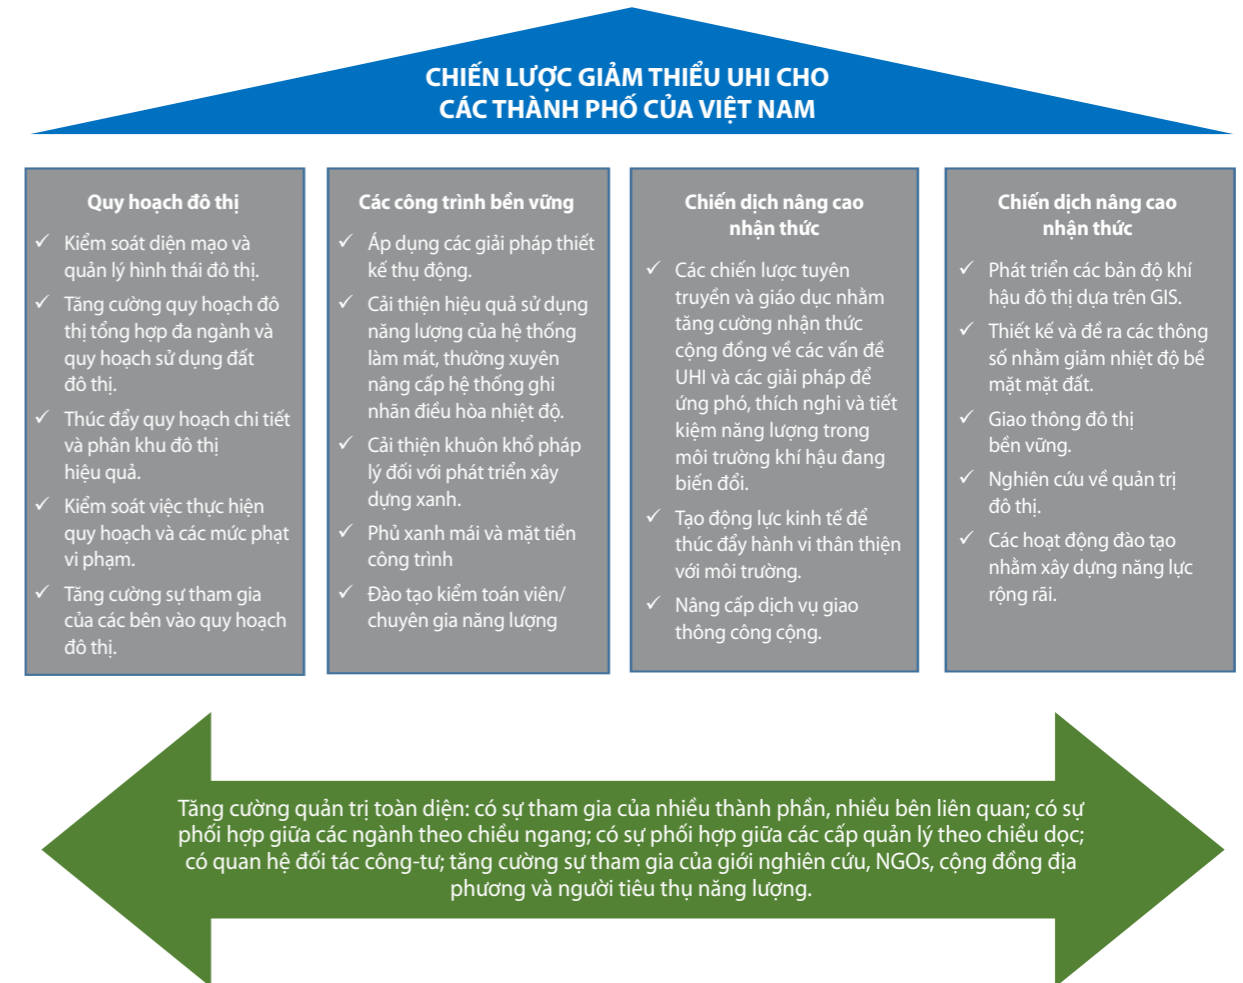 CHIẾN LƯỢC GIẢM THIỂU UHI CHO
CÁC THÀNH PHỐ CỦA VIỆT NAM
Quy hoạch đô thị
✓ Kiểm soát diện mạo và
quản lý hình thái đô thị.
✓ Tăng cường quy hoạch đô
thị tổng hợp đa ngành và
quy hoạch sử dụng đất
đô thị.
✓ Thúc đẩy quy hoạch chi tiết
và phân khu đô thị
hiệu quả.
✓ Kiểm soát việc thực hiện
quy hoạch và các mức phạt
vi phạm.
✓ Tăng cường sự tham gia
của các bên vào quy hoạch
đô thị.
Các công trình bền vững
✓ Áp dụng các giải pháp thiết
kế thụ động.
✓ Cải thiện hiệu quả sử dụng
năng lượng của hệ thống
làm mát, thường xuyên
nâng cấp hệ thống ghi
nhãn điều hòa nhiệt độ.
✓ Cải thiện khuôn khổ pháp
lý đối với phát triển xây
dựng xanh.
✓ Phủ xanh mái và mặt tiền
công trình
✓ Đào tạo kiểm toán viên/
chuyên gia năng lượng
Chiến dịch nâng cao
nhận thức
✓ Các chiến lược tuyên
truyền và giáo dục nhằm
tăng cường nhận thức
cộng đồng về các vấn đề
UHI và các giải pháp để
ứng phó, thích nghi và tiết
kiệm năng lượng trong
môi trường khí hậu đang
biến đổi.
✓ Tạo động lực kinh tế để
thúc đẩy hành vi thân thiện
với môi trường.
✓ Nâng cấp dịch vụ giao
thông công cộng.
Chiến dịch nâng cao
nhận thức
✓ Phát triển các bản độ khí
hậu đô thị dựa trên GIS.
✓ Thiết kế và đề ra các thông
số nhằm giảm nhiệt độ bề
mặt mặt đất.
✓ Giao thông đô thị
bền vững.
✓ Nghiên cứu về quản trị
đô thị.
✓ Các hoạt động đào tạo
nhằm xây dựng năng lực
rộng rãi.
Tăng cường quản trị toàn diện: có sự tham gia của nhiều thành phần, nhiều bên liên quan; có sự
phối hợp giữa các ngành theo chiều ngang; có sự phối hợp giữa các cấp quản lý theo chiều dọc;
có quan hệ đối tác công-tư; tăng cường sự tham gia của giới nghiên cứu, NGOs, cộng đồng địa
phương và người tiêu thụ năng lượng.